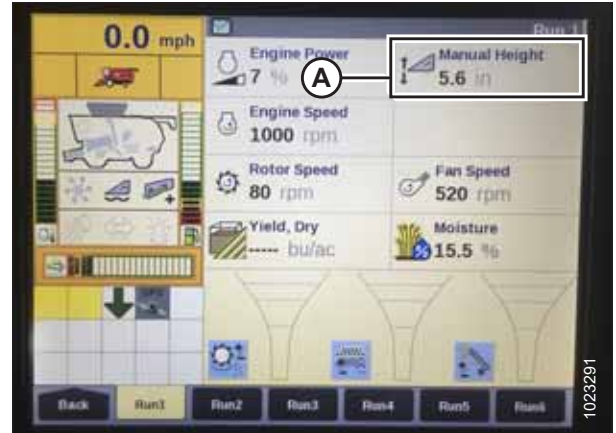 0.0 mph
Run 1
Engine Power
7 %
A
Manual Height
5.6 in
Engine Speed
1000 rpm
Rotor Speed
80 rpm
Fan Speed
520 rpm
Yield, Dry
----- bu/ac
Moisture
15.5 %
Back
Run1
Run2
Run3
Run4
Run5
Run6
1023291